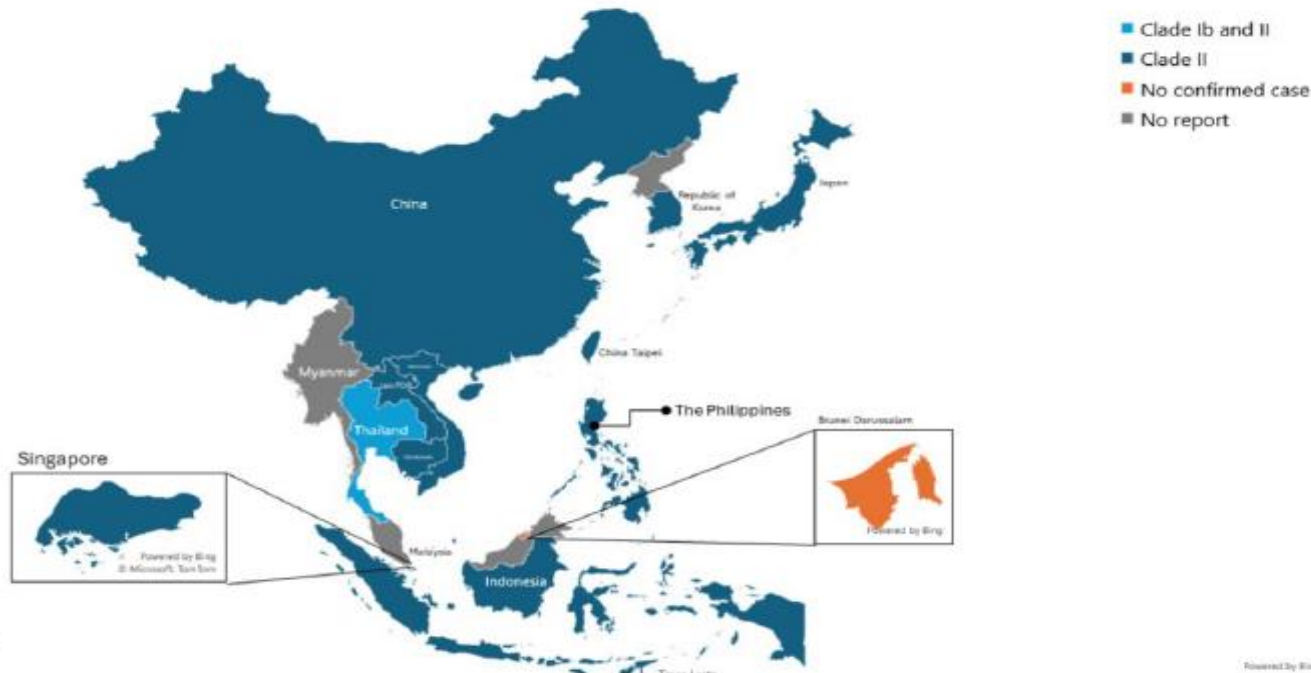 Clade Ib and II
Clade II
No confirmed case
No report
China
Republic of
Korea
Japan
China Taipei
Myanmar
Lao PDR
Thailand
The Philippines
Brunei Darussalam
Powered by Bing
Singapore
Powered by Bing
© Microsoft, TomTom
Malaysia
Indonesia